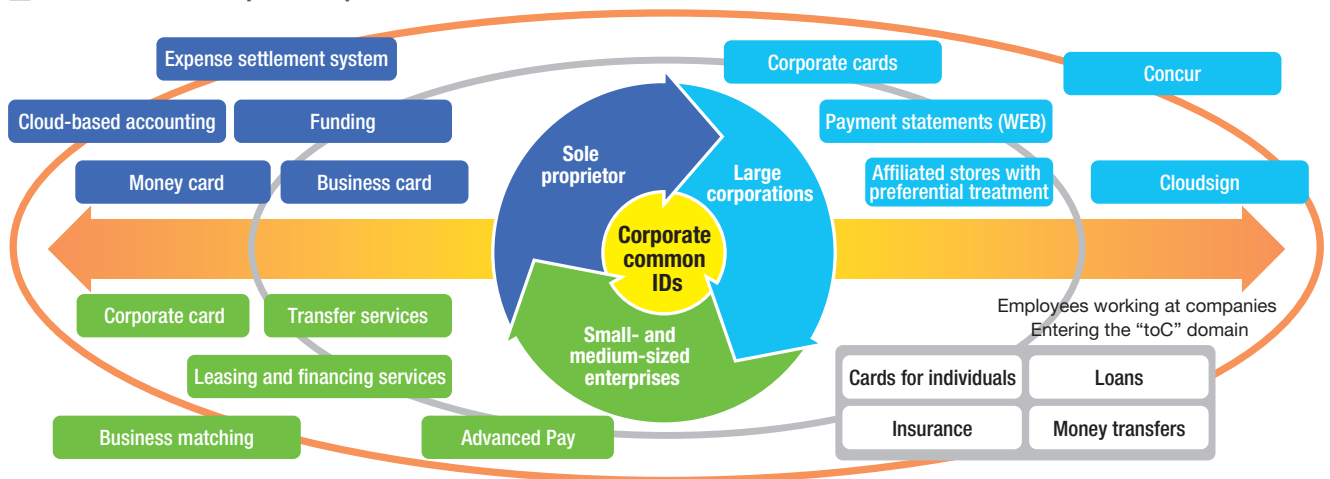 Expense settlement system
Corporate cards
Concur
Cloud-based accounting
Funding
Payment statements (WEB)
Money card
Business card
Affiliated stores with
preferential treatment
Cloudsign
Sole
proprietor
Large
corporations
Corporate
common
IDs
Small- and
medium-sized
enterprises
Corporate card
Transfer services
Leasing and financing services
Business matching
Advanced Pay
Employees working at companies
Entering the “toC” domain
Cards for individuals
Loans
Insurance
Money transfers